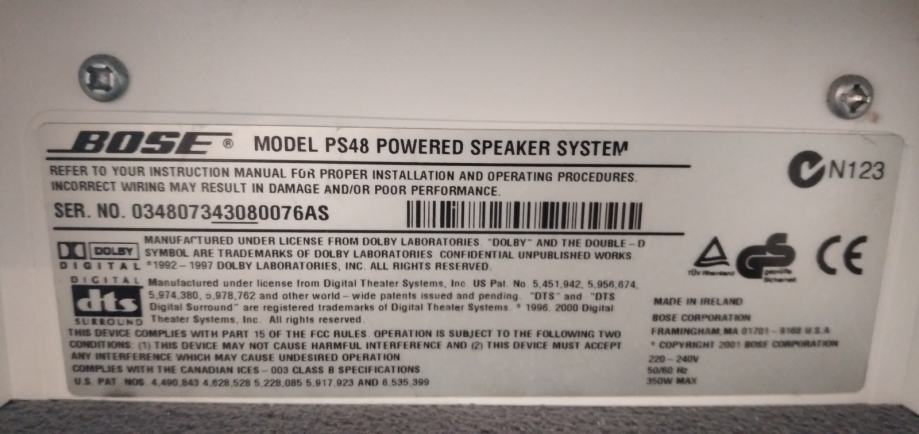 BOSE ® MODEL PS48 POWERED SPEAKER SYSTEM
REFER TO YOUR INSTRUCTION MANUAL FOR PROPER INSTALLATION AND OPERATING PROCEDURES.
INCORRECT WIRING MAY RESULT IN DAMAGE AND/OR POOR PERFORMANCE.
N123
SER. NO. 034807343080076AS
DOLBY
DIGITAL
MANUFACTURED UNDER LICENSE FROM DOLBY LABORATORIES. "DOLBY" AND THE DOUBLE – D
SYMBOL ARE TRADEMARKS OF DOLBY LABORATORIES CONFIDENTIAL UNPUBLISHED WORKS.
©1992 – 1997 DOLBY LABORATORIES, INC. ALL RIGHTS RESERVED.
DIGITAL
dts
SURROUND
Manufactured under license from Digital Theater Systems, Inc. US Pat. No. 5,451,942, 5,956,674,
5,974,380, 5,978,762 and other world – wide patents issued and pending. "DTS" and "DTS
Digital Surround" are registered trademarks of Digital Theater Systems. © 1996, 2000 Digital
Theater Systems, Inc. All rights reserved.
THIS DEVICE COMPLIES WITH PART 15 OF THE FCC RULES. OPERATION IS SUBJECT TO THE FOLLOWING TWO
CONDITIONS: (1) THIS DEVICE MAY NOT CAUSE HARMFUL INTERFERENCE AND (2) THIS DEVICE MUST ACCEPT
ANY INTERFERENCE WHICH MAY CAUSE UNDESIRED OPERATION
COMPLIES WITH THE CANADIAN ICES – 003 CLASS B SPECIFICATIONS
U.S. PAT NOS. 4,490,843 4,628,528 5,228,085 5,917,923 AND 6,535,399
TÜV Rheinland
geprüfte
Sicherheit
CE
MADE IN IRELAND
BOSE CORPORATION
FRAMINGHAM, MA 01701 – 9168 U.S.A
© COPYRIGHT 2001 BOSE CORPORATION
220 – 240V
50/60 Hz
350W MAX